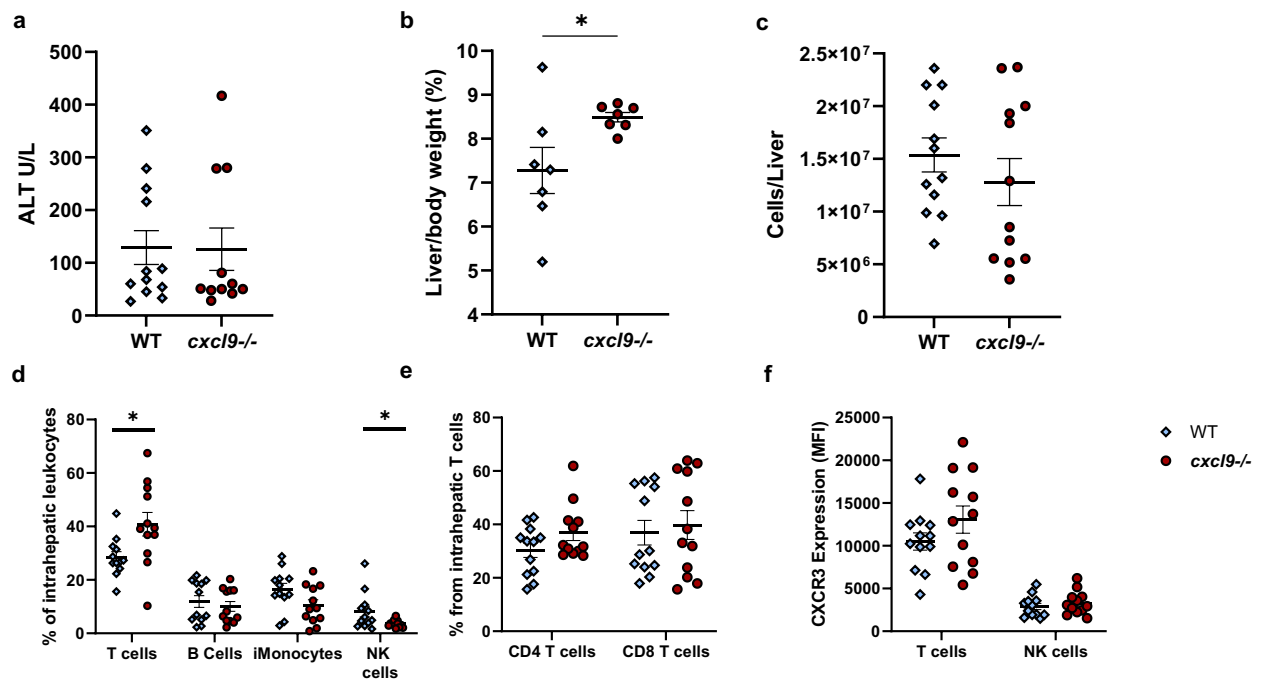 a
ALT U/L
500
400
300
200
100
0
WT
cxcl9-/-
b
Liver/body weight (%)
*
10
9
8
7
6
5
4
WT
cxcl9-/-
c
Cells/Liver
2.5×10⁷
2×10⁷
1.5×10⁷
1×10⁷
5×10⁶
0
WT
cxcl9-/-
d
% of intrahepatic leukocytes
80
60
40
20
0
*
*
T cells
B Cells
iMonocytes
NK
cells
e
% from intrahepatic T cells
80
60
40
20
0
CD4 T cells
CD8 T cells
f
CXCR3 Expression (MFI)
25000
20000
15000
10000
5000
0
T cells
NK cells
WT
cxcl9-/-